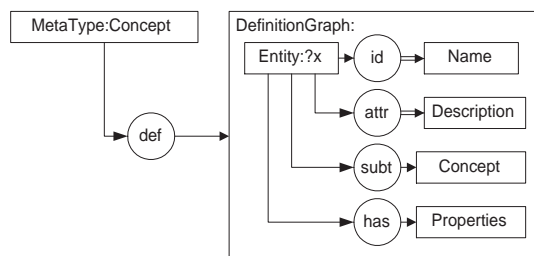 MetaType:Concept
DefinitionGraph:
Entity:?x
id
Name
attr
Description
def
subt
Concept
has
Properties